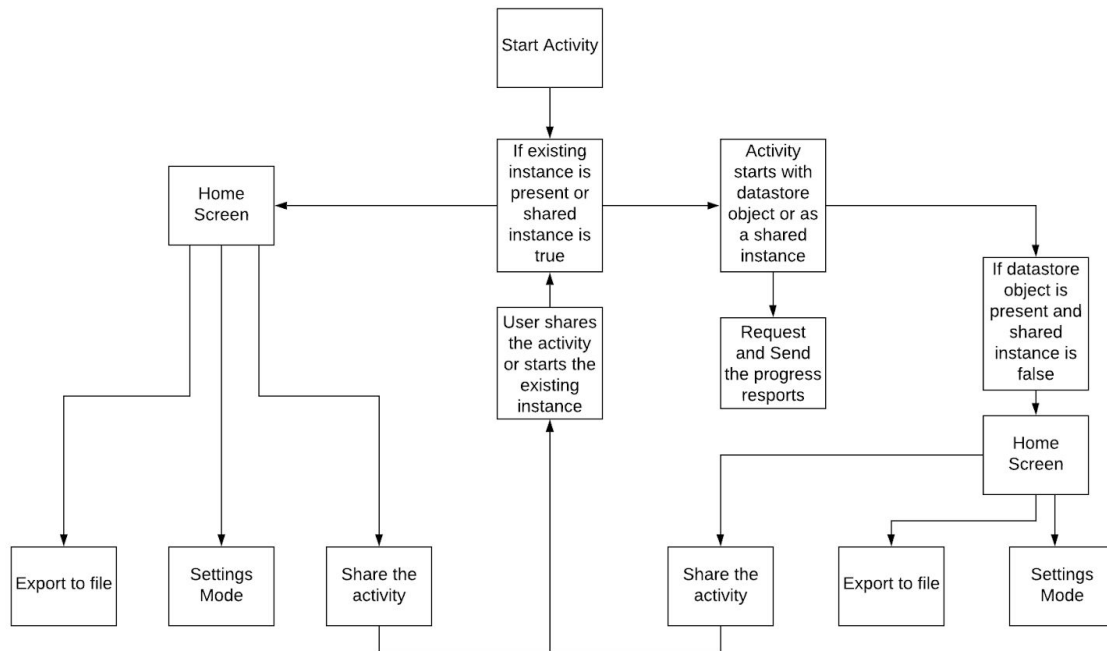 Start Activity
If existing
instance is
present or
shared
instance is
true
Activity
starts with
datastore
object or as
a shared
instance
Home
Screen
If datastore
object is
present and
shared
instance is
false
User shares
the activity
or starts the
existing
instance
Request
and Send
the progress
resports
Home
Screen
Export to file
Settings
Mode
Share the
activity
Share the
activity
Export to file
Settings
Mode